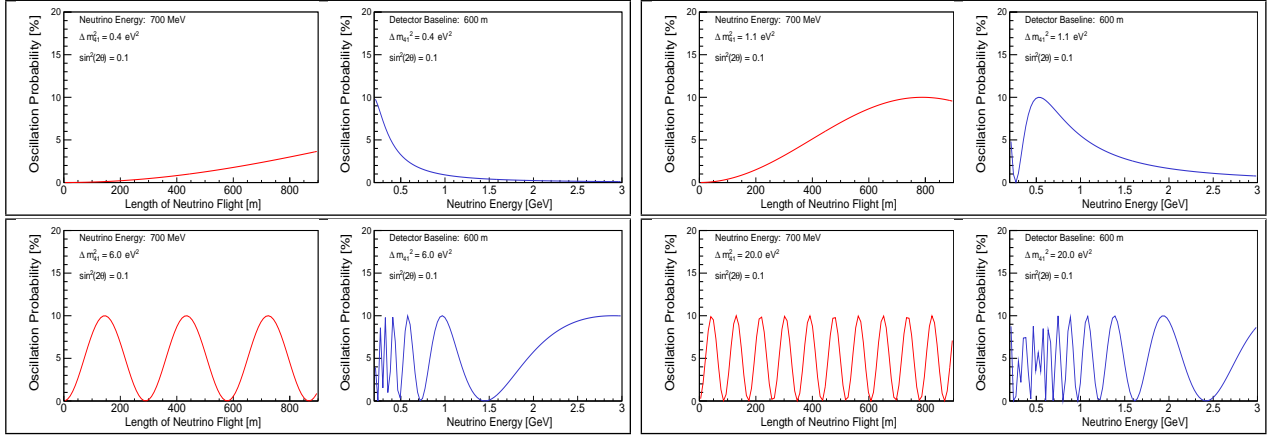 Oscillation Probability [%]
20
15
10
5
0
Neutrino Energy: 700 MeV
Δ m²₄₁ = 0.4 eV²
sin²(2θ) = 0.1
0 200 400 600 800
Length of Neutrino Flight [m]
Oscillation Probability [%]
20
15
10
5
0
Detector Baseline: 600 m
Δ m₄₁² = 0.4 eV²
sin²(2θ) = 0.1
0.5 1 1.5 2 2.5 3
Neutrino Energy [GeV]
Oscillation Probability [%]
20
15
10
5
0
Neutrino Energy: 700 MeV
Δ m²₄₁ = 1.1 eV²
sin²(2θ) = 0.1
0 200 400 600 800
Length of Neutrino Flight [m]
Oscillation Probability [%]
20
15
10
5
0
Detector Baseline: 600 m
Δ m₄₁² = 1.1 eV²
sin²(2θ) = 0.1
0.5 1 1.5 2 2.5 3
Neutrino Energy [GeV]
Oscillation Probability [%]
20
15
10
5
0
Neutrino Energy: 700 MeV
Δ m²₄₁ = 6.0 eV²
sin²(2θ) = 0.1
0 200 400 600 800
Length of Neutrino Flight [m]
Oscillation Probability [%]
20
15
10
5
0
Detector Baseline: 600 m
Δ m₄₁² = 6.0 eV²
sin²(2θ) = 0.1
0.5 1 1.5 2 2.5 3
Neutrino Energy [GeV]
Oscillation Probability [%]
20
15
10
5
0
Neutrino Energy: 700 MeV
Δ m²₄₁ = 20.0 eV²
sin²(2θ) = 0.1
0 200 400 600 800
Length of Neutrino Flight [m]
Oscillation Probability [%]
20
15
10
5
0
Detector Baseline: 600 m
Δ m₄₁² = 20.0 eV²
sin²(2θ) = 0.1
0.5 1 1.5 2 2.5 3
Neutrino Energy [GeV]